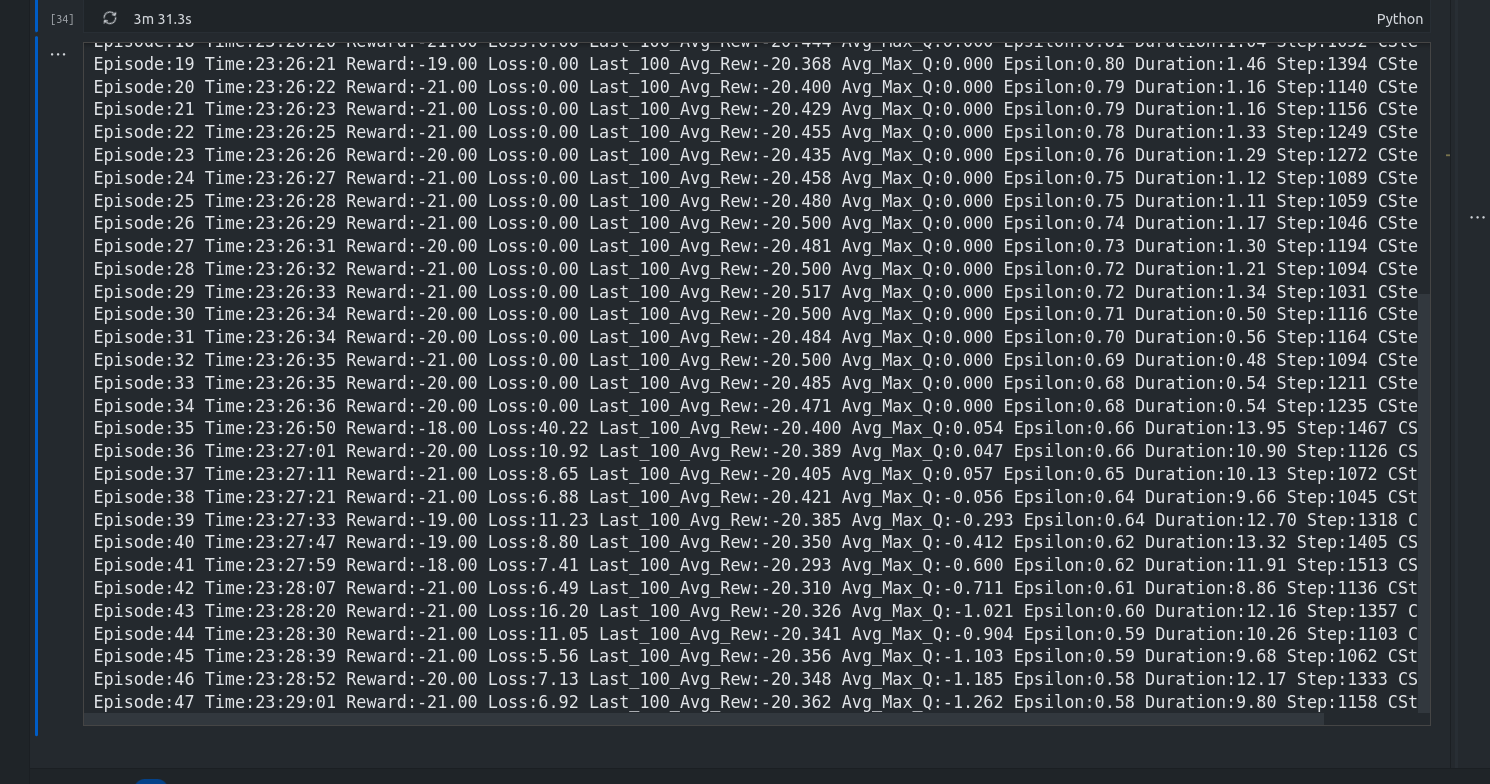 [34] 3m 31.3s Python
Episode:18 Time:23:26:20 Reward:-21.00 Loss:0.00 Last_100_Avg_Rew:-20.444 Avg_Max_Q:0.000 Epsilon:0.81 Duration:1.04 Step:1032 CSte
Episode:19 Time:23:26:21 Reward:-19.00 Loss:0.00 Last_100_Avg_Rew:-20.368 Avg_Max_Q:0.000 Epsilon:0.80 Duration:1.46 Step:1394 CSte
Episode:20 Time:23:26:22 Reward:-21.00 Loss:0.00 Last_100_Avg_Rew:-20.400 Avg_Max_Q:0.000 Epsilon:0.79 Duration:1.16 Step:1140 CSte
Episode:21 Time:23:26:23 Reward:-21.00 Loss:0.00 Last_100_Avg_Rew:-20.429 Avg_Max_Q:0.000 Epsilon:0.79 Duration:1.16 Step:1156 CSte
Episode:22 Time:23:26:25 Reward:-21.00 Loss:0.00 Last_100_Avg_Rew:-20.455 Avg_Max_Q:0.000 Epsilon:0.78 Duration:1.33 Step:1249 CSte
Episode:23 Time:23:26:26 Reward:-20.00 Loss:0.00 Last_100_Avg_Rew:-20.435 Avg_Max_Q:0.000 Epsilon:0.76 Duration:1.29 Step:1272 CSte
Episode:24 Time:23:26:27 Reward:-21.00 Loss:0.00 Last_100_Avg_Rew:-20.458 Avg_Max_Q:0.000 Epsilon:0.75 Duration:1.12 Step:1089 CSte
Episode:25 Time:23:26:28 Reward:-21.00 Loss:0.00 Last_100_Avg_Rew:-20.480 Avg_Max_Q:0.000 Epsilon:0.75 Duration:1.11 Step:1059 CSte
Episode:26 Time:23:26:29 Reward:-21.00 Loss:0.00 Last_100_Avg_Rew:-20.500 Avg_Max_Q:0.000 Epsilon:0.74 Duration:1.17 Step:1046 CSte
Episode:27 Time:23:26:31 Reward:-20.00 Loss:0.00 Last_100_Avg_Rew:-20.481 Avg_Max_Q:0.000 Epsilon:0.73 Duration:1.30 Step:1194 CSte
Episode:28 Time:23:26:32 Reward:-21.00 Loss:0.00 Last_100_Avg_Rew:-20.500 Avg_Max_Q:0.000 Epsilon:0.72 Duration:1.21 Step:1094 CSte
Episode:29 Time:23:26:33 Reward:-21.00 Loss:0.00 Last_100_Avg_Rew:-20.517 Avg_Max_Q:0.000 Epsilon:0.72 Duration:1.34 Step:1031 CSte
Episode:30 Time:23:26:34 Reward:-20.00 Loss:0.00 Last_100_Avg_Rew:-20.500 Avg_Max_Q:0.000 Epsilon:0.71 Duration:0.50 Step:1116 CSte
Episode:31 Time:23:26:34 Reward:-20.00 Loss:0.00 Last_100_Avg_Rew:-20.484 Avg_Max_Q:0.000 Epsilon:0.70 Duration:0.56 Step:1164 CSte
Episode:32 Time:23:26:35 Reward:-21.00 Loss:0.00 Last_100_Avg_Rew:-20.500 Avg_Max_Q:0.000 Epsilon:0.69 Duration:0.48 Step:1094 CSte
Episode:33 Time:23:26:35 Reward:-20.00 Loss:0.00 Last_100_Avg_Rew:-20.485 Avg_Max_Q:0.000 Epsilon:0.68 Duration:0.54 Step:1211 CSte
Episode:34 Time:23:26:36 Reward:-20.00 Loss:0.00 Last_100_Avg_Rew:-20.471 Avg_Max_Q:0.000 Epsilon:0.68 Duration:0.54 Step:1235 CSte
Episode:35 Time:23:26:50 Reward:-18.00 Loss:40.22 Last_100_Avg_Rew:-20.400 Avg_Max_Q:0.054 Epsilon:0.66 Duration:13.95 Step:1467 CS
Episode:36 Time:23:27:01 Reward:-20.00 Loss:10.92 Last_100_Avg_Rew:-20.389 Avg_Max_Q:0.047 Epsilon:0.66 Duration:10.90 Step:1126 CS
Episode:37 Time:23:27:11 Reward:-21.00 Loss:8.65 Last_100_Avg_Rew:-20.405 Avg_Max_Q:0.057 Epsilon:0.65 Duration:10.13 Step:1072 CSt
Episode:38 Time:23:27:21 Reward:-21.00 Loss:6.88 Last_100_Avg_Rew:-20.421 Avg_Max_Q:-0.056 Epsilon:0.64 Duration:9.66 Step:1045 CSt
Episode:39 Time:23:27:33 Reward:-19.00 Loss:11.23 Last_100_Avg_Rew:-20.385 Avg_Max_Q:-0.293 Epsilon:0.64 Duration:12.70 Step:1318 C
Episode:40 Time:23:27:47 Reward:-19.00 Loss:8.80 Last_100_Avg_Rew:-20.350 Avg_Max_Q:-0.412 Epsilon:0.62 Duration:13.32 Step:1405 CS
Episode:41 Time:23:27:59 Reward:-18.00 Loss:7.41 Last_100_Avg_Rew:-20.293 Avg_Max_Q:-0.600 Epsilon:0.62 Duration:11.91 Step:1513 CS
Episode:42 Time:23:28:07 Reward:-21.00 Loss:6.49 Last_100_Avg_Rew:-20.310 Avg_Max_Q:-0.711 Epsilon:0.61 Duration:8.86 Step:1136 CSt
Episode:43 Time:23:28:20 Reward:-21.00 Loss:16.20 Last_100_Avg_Rew:-20.326 Avg_Max_Q:-1.021 Epsilon:0.60 Duration:12.16 Step:1357 C
Episode:44 Time:23:28:30 Reward:-21.00 Loss:11.05 Last_100_Avg_Rew:-20.341 Avg_Max_Q:-0.904 Epsilon:0.59 Duration:10.26 Step:1103 C
Episode:45 Time:23:28:39 Reward:-21.00 Loss:5.56 Last_100_Avg_Rew:-20.356 Avg_Max_Q:-1.103 Epsilon:0.59 Duration:9.68 Step:1062 CSt
Episode:46 Time:23:28:52 Reward:-20.00 Loss:7.13 Last_100_Avg_Rew:-20.348 Avg_Max_Q:-1.185 Epsilon:0.58 Duration:12.17 Step:1333 CS
Episode:47 Time:23:29:01 Reward:-21.00 Loss:6.92 Last_100_Avg_Rew:-20.362 Avg_Max_Q:-1.262 Epsilon:0.58 Duration:9.80 Step:1158 CSt